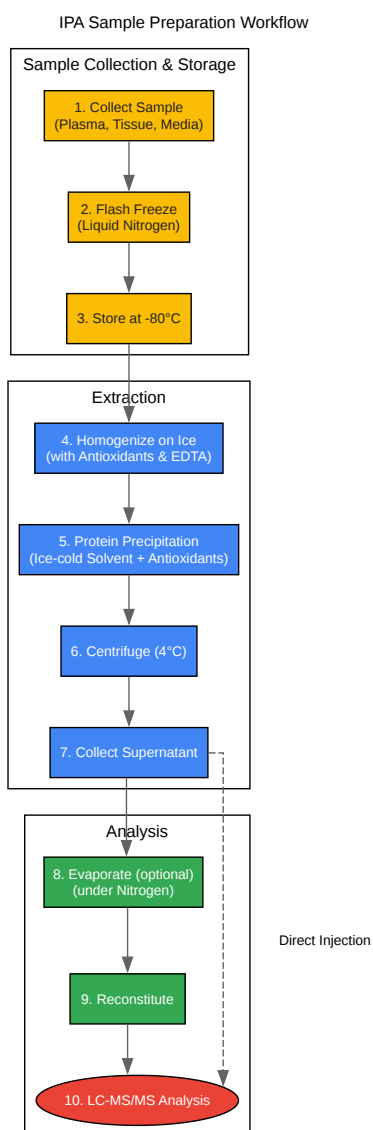 IPA Sample Preparation Workflow
Sample Collection & Storage
1. Collect Sample
(Plasma, Tissue, Media)
2. Flash Freeze
(Liquid Nitrogen)
3. Store at -80°C
Extraction
4. Homogenize on Ice
(with Antioxidants & EDTA)
5. Protein Precipitation
(Ice-cold Solvent + Antioxidants)
6. Centrifuge (4°C)
7. Collect Supernatant
Analysis
8. Evaporate (optional)
(under Nitrogen)
Direct Injection
9. Reconstitute
10. LC-MS/MS Analysis